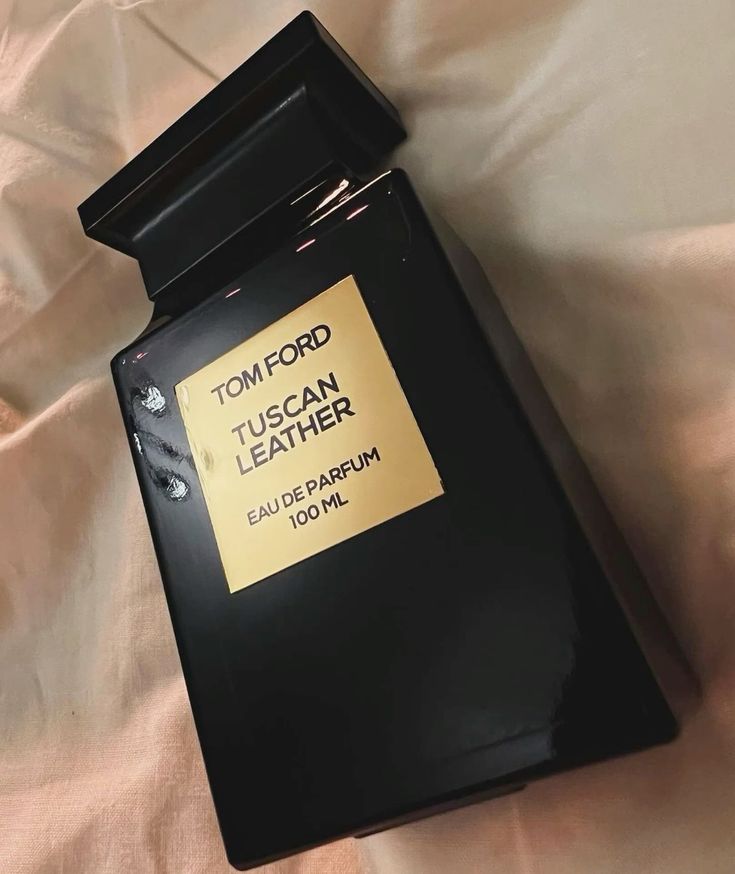 TOM FORD
TUSCAN
LEATHER
EAU DE PARFUM
100 ML